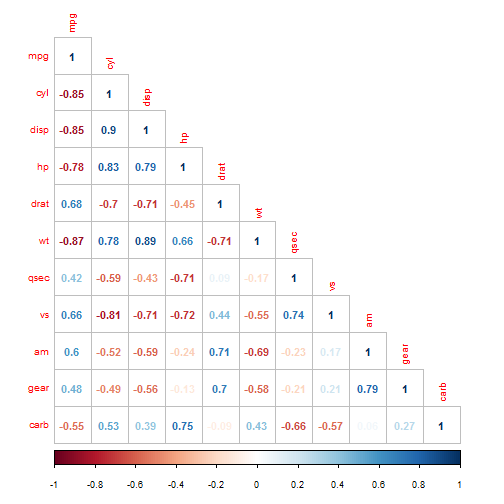 mpg
mpg 1 cyl
cyl -0.85 1 disp
disp -0.85 0.9 1 hp
hp -0.78 0.83 0.79 1 drat
drat 0.68 -0.7 -0.71 -0.45 1 wt
wt -0.87 0.78 0.89 0.66 -0.71 1 qsec
qsec 0.42 -0.59 -0.43 -0.71 0.09 -0.17 1 vs
vs 0.66 -0.81 -0.71 -0.72 0.44 -0.55 0.74 1 am
am 0.6 -0.52 -0.59 -0.24 0.71 -0.69 -0.23 0.17 1 gear
gear 0.48 -0.49 -0.56 -0.13 0.7 -0.58 -0.21 0.21 0.79 1 carb
carb -0.55 0.53 0.39 0.75 -0.09 0.43 -0.66 -0.57 0.06 0.27 1
-1 -0.8 -0.6 -0.4 -0.2 0 0.2 0.4 0.6 0.8 1